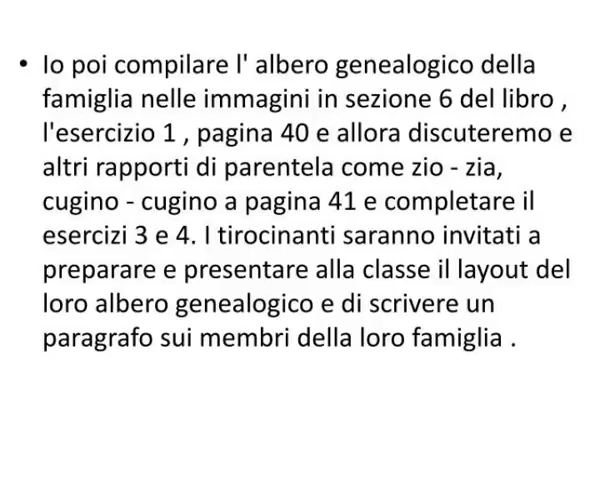 • Io poi compilare l' albero genealogico della
famiglia nelle immagini in sezione 6 del libro ,
l'esercizio 1 , pagina 40 e allora discuteremo e
altri rapporti di parentela come zio - zia,
cugino - cugino a pagina 41 e completare il
esercizi 3 e 4. I tirocinanti saranno invitati a
preparare e presentare alla classe il layout del
loro albero genealogico e di scrivere un
paragrafo sui membri della loro famiglia .